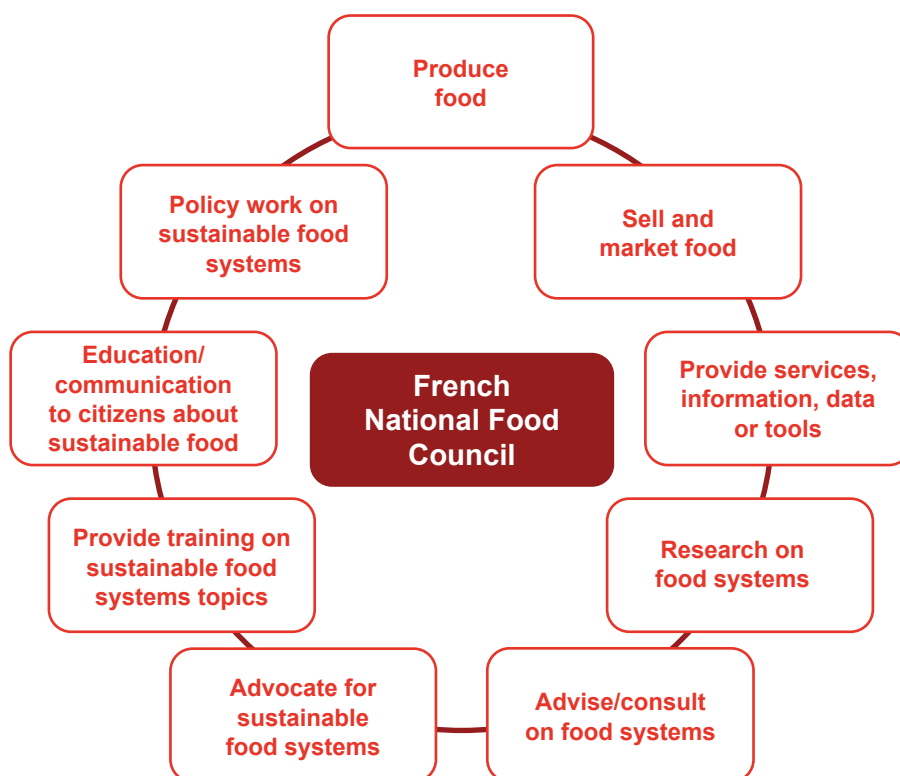 Produce
food
Sell and
market food
Provide services,
information, data
or tools
Research on
food systems
Advise/consult
on food systems
Advocate for
sustainable
food systems
Provide training on
sustainable food
systems topics
Education/
communication
to citizens about
sustainable food
Policy work on
sustainable food
systems
French
National Food
Council